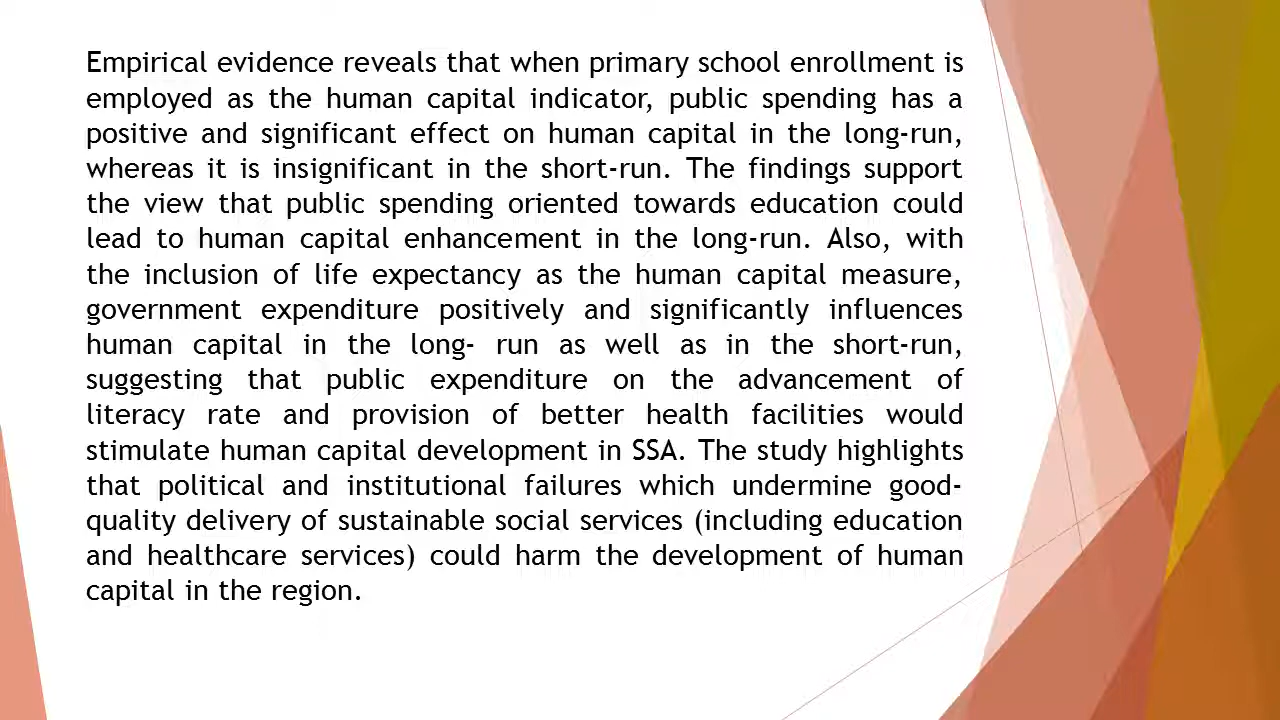 Empirical evidence reveals that when primary school enrollment is
employed as the human capital indicator, public spending has a
positive and significant effect on human capital in the long-run,
whereas it is insignificant in the short-run. The findings support
the view that public spending oriented towards education could
lead to human capital enhancement in the long-run. Also, with
the inclusion of life expectancy as the human capital measure,
government expenditure positively and significantly influences
human capital in the long- run as well as in the short-run,
suggesting that public expenditure on the advancement of
literacy rate and provision of better health facilities would
stimulate human capital development in SSA. The study highlights
that political and institutional failures which undermine good-
quality delivery of sustainable social services (including education
and healthcare services) could harm the development of human
capital in the region.